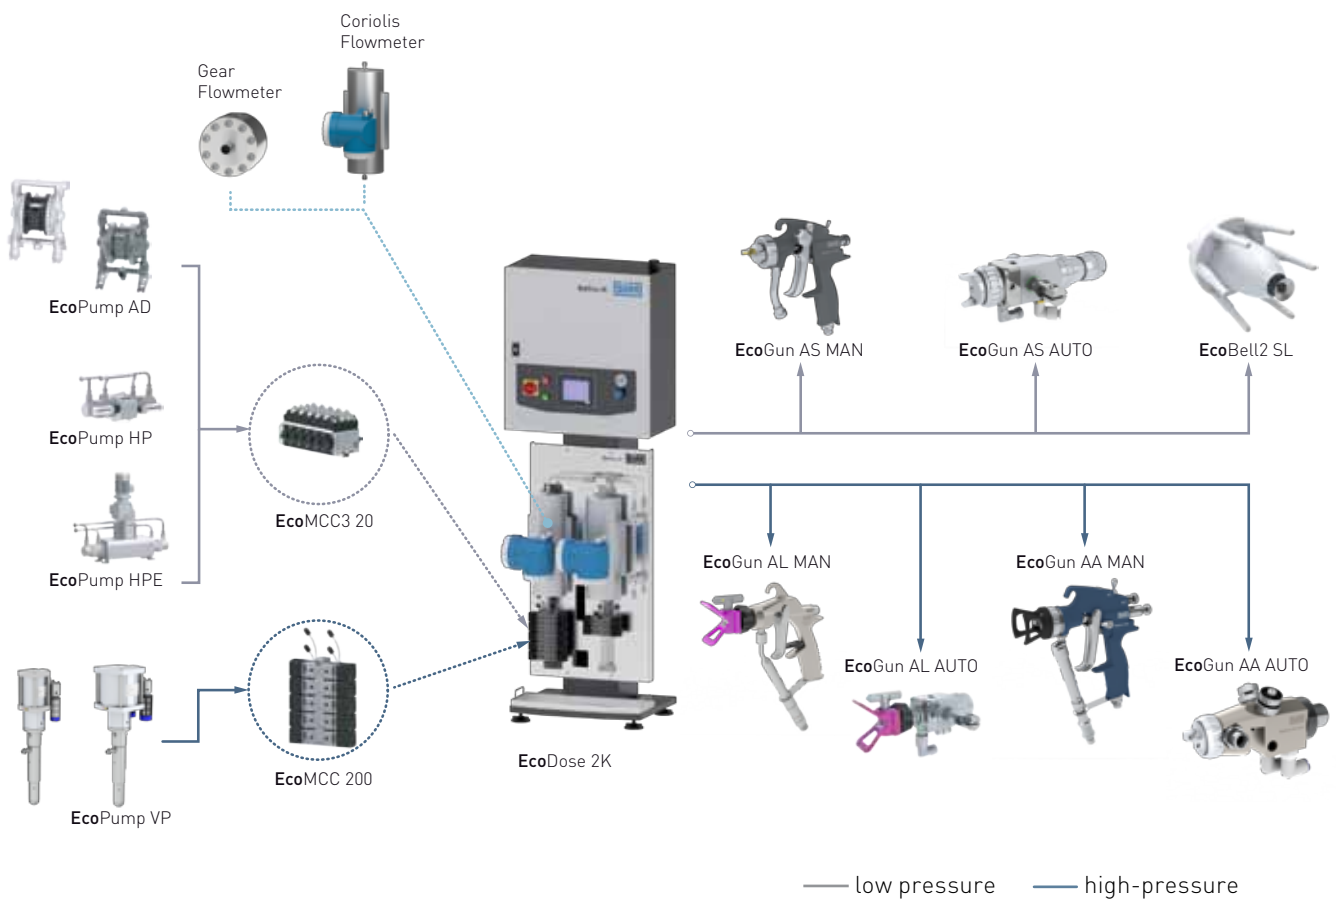 Coriolis
Flowmeter
Gear
Flowmeter
EcoPump AD
EcoPump HP
EcoPump HPE
EcoPump VP
EcoMCC3 20
EcoMCC 200
EcoDose 2K
EcoGun AS MAN
EcoGun AS AUTO
EcoBell2 SL
EcoGun AL MAN
EcoGun AA MAN
EcoGun AL AUTO
EcoGun AA AUTO
low pressure
high-pressure